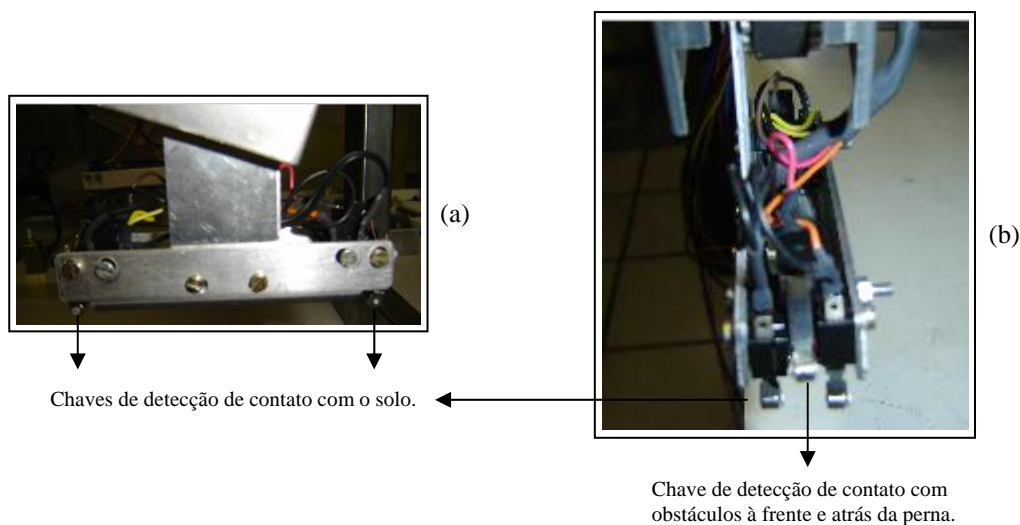 (a)
(b)
Chaves de detecção de contato com o solo.
Chave de detecção de contato com
obstáculos à frente e atrás da perna.